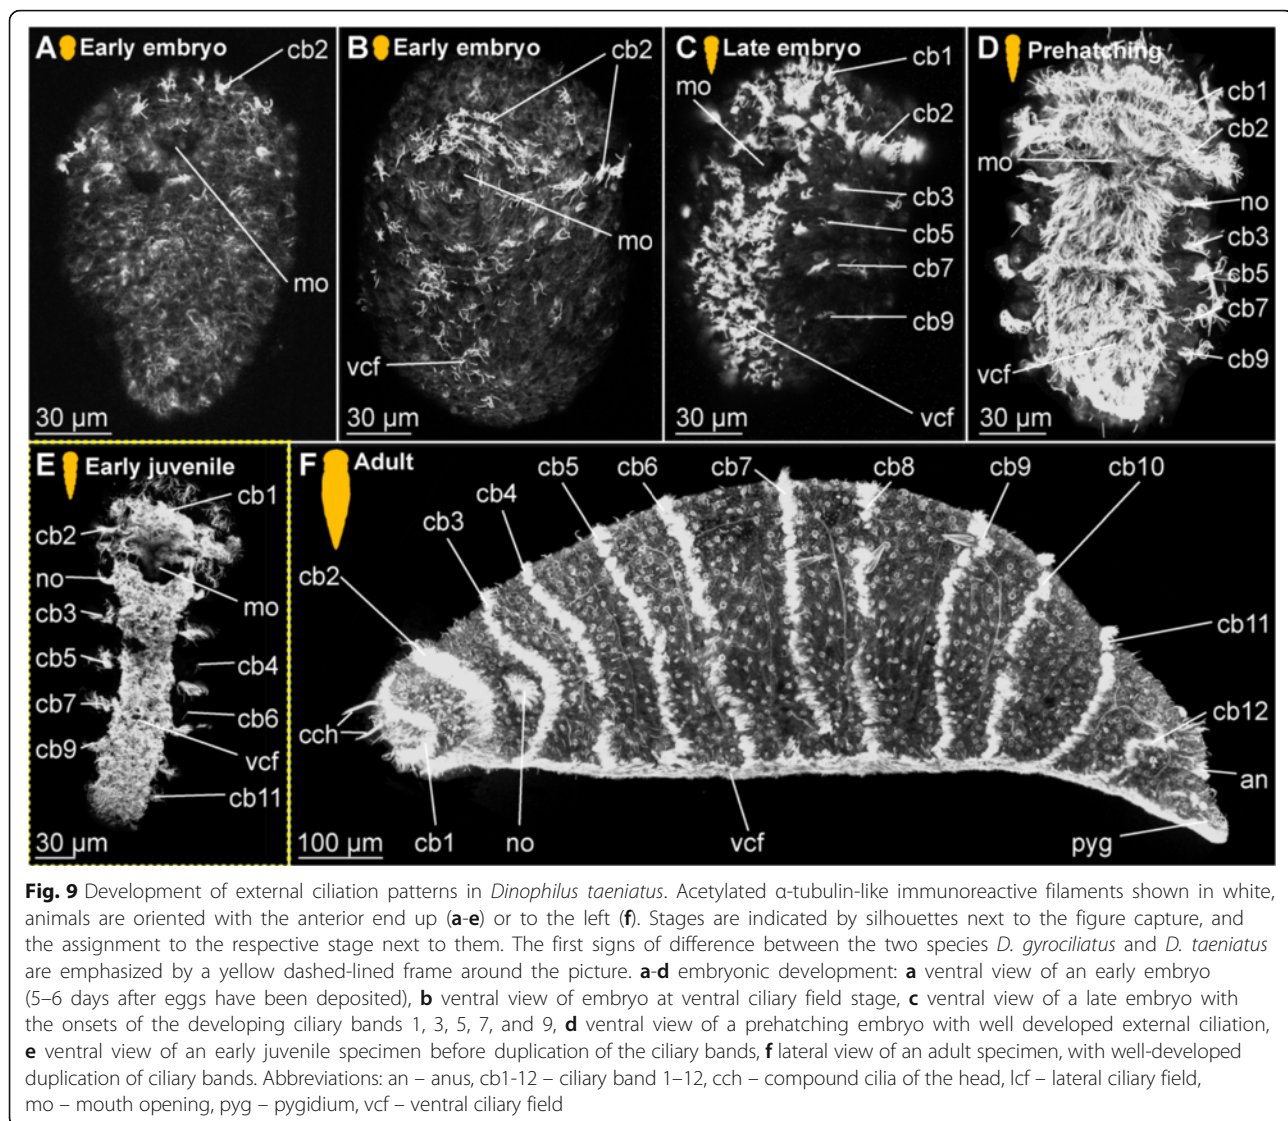 A Early embryo
cb2
mo
30 µm
B Early embryo
cb2
mo
vcf
30 µm
C Late embryo
cb1
mo
cb2
cb3
cb5
cb7
cb9
vcf
30 µm
D Prehatching
cb1
cb2
mo
no
cb3
cb5
cb7
vcf
cb9
30 µm
E Early juvenile
cb1
cb2
no
mo
cb3
cb5
cb4
cb7
cb6
cb9
vcf
cb11
30 µm
F Adult
cb5
cb6
cb7
cb8
cb9
cb10
cb4
cb3
cb2
cb11
cb12
cch
an
cb1
no
vcf
pyg
100 µm
Fig. 9 Development of external ciliation patterns in Dinophilus taeniatus. Acetylated α-tubulin-like immunoreactive filaments shown in white,
animals are oriented with the anterior end up (a-e) or to the left (f). Stages are indicated by silhouettes next to the figure capture, and
the assignment to the respective stage next to them. The first signs of difference between the two species D. gyrociliatus and D. taeniatus
are emphasized by a yellow dashed-lined frame around the picture. a-d embryonic development: a ventral view of an early embryo
(5–6 days after eggs have been deposited), b ventral view of embryo at ventral ciliary field stage, c ventral view of a late embryo with
the onsets of the developing ciliary bands 1, 3, 5, 7, and 9, d ventral view of a prehatching embryo with well developed external ciliation,
e ventral view of an early juvenile specimen before duplication of the ciliary bands, f lateral view of an adult specimen, with well-developed
duplication of ciliary bands. Abbreviations: an – anus, cb1-12 – ciliary band 1–12, cch – compound cilia of the head, lcf – lateral ciliary field,
mo – mouth opening, pyg – pygidium, vcf – ventral ciliary field